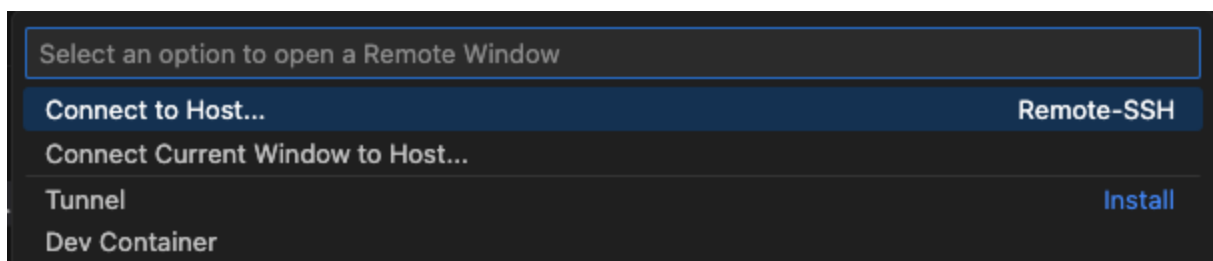 Select an option to open a Remote Window
Connect to Host... Remote-SSH
Connect Current Window to Host...
Tunnel Install
Dev Container